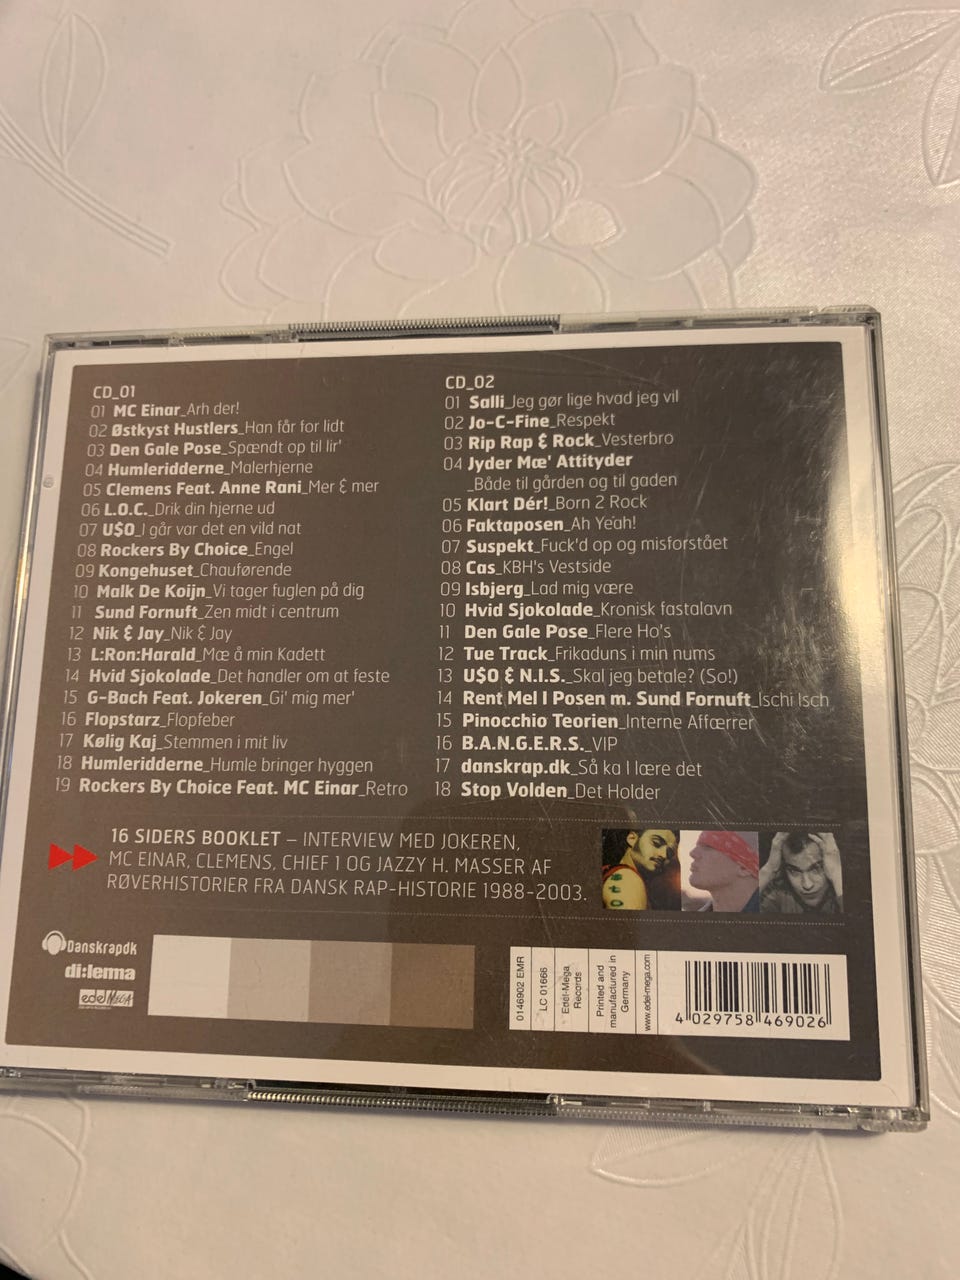 CD_01
01 MC Einar_Arh der!
02 Østkyst Hustlers_Han får for lidt
03 Den Gale Pose_Spændt op til lir'
04 Humleridderne_Malerhjerne
05 Clemens Feat. Anne Rani_Mer & mer
06 L.O.C._Drik din hjerne ud
07 U$O_I går var det en vild nat
08 Rockers By Choice_Engel
09 Kongehuset_Chauførende
10 Malk De Koijn_Vi tager fuglen på dig
11 Sund Fornuft_Zen midt i centrum
12 Nik & Jay_Nik & Jay
13 L:Ron:Harald_Mæ å min Kadett
14 Hvid Sjokolade_Det handler om at feste
15 G-Bach Feat. Jokeren_Gi' mig mer'
16 Flopstarz_Flopfeber
17 Kølig Kaj_Stemmen i mit liv
18 Humleridderne_Humle bringer hyggen
19 Rockers By Choice Feat. MC Einar_Retro
CD_02
01 Salli_Jeg gør lige hvad jeg vil
02 Jo-C-Fine_Respekt
03 Rip Rap & Rock_Vesterbro
04 Jyder Mæ' Attityder
_Både til gården og til gaden
05 Klart Dér!_Born 2 Rock
06 Faktaposen_Ah Yeah!
07 Suspekt_Fuck'd op og misforstået
08 Cas_KBH's Vestside
09 Isbjerg_Lad mig være
10 Hvid Sjokolade_Kronisk fastalavn
11 Den Gale Pose_Flere Ho's
12 Tue Track_Frikaduns i min nums
13 U$O & N.I.S._Skal jeg betale? (So!)
14 Rent Mel I Posen m. Sund Fornuft_Ischi Isch
15 Pinocchio Teorien_Interne Affærrer
16 B.A.N.G.E.R.S._VIP
17 danskrap.dk_Så ka I lære det
18 Stop Volden_Det Holder
16 SIDERS BOOKLET – INTERVIEW MED JOKEREN,
MC EINAR, CLEMENS, CHIEF 1 OG JAZZY H. MASSER AF
RØVERHISTORIER FRA DANSK RAP-HISTORIE 1988-2003.
Danskrapdk
di:lemma
edel MEGA
0146902 EMR
LC 01666
Edel-Mega
Records
Printed and
manufactured in
Germany
www.edel-mega.com
4 029758 469026